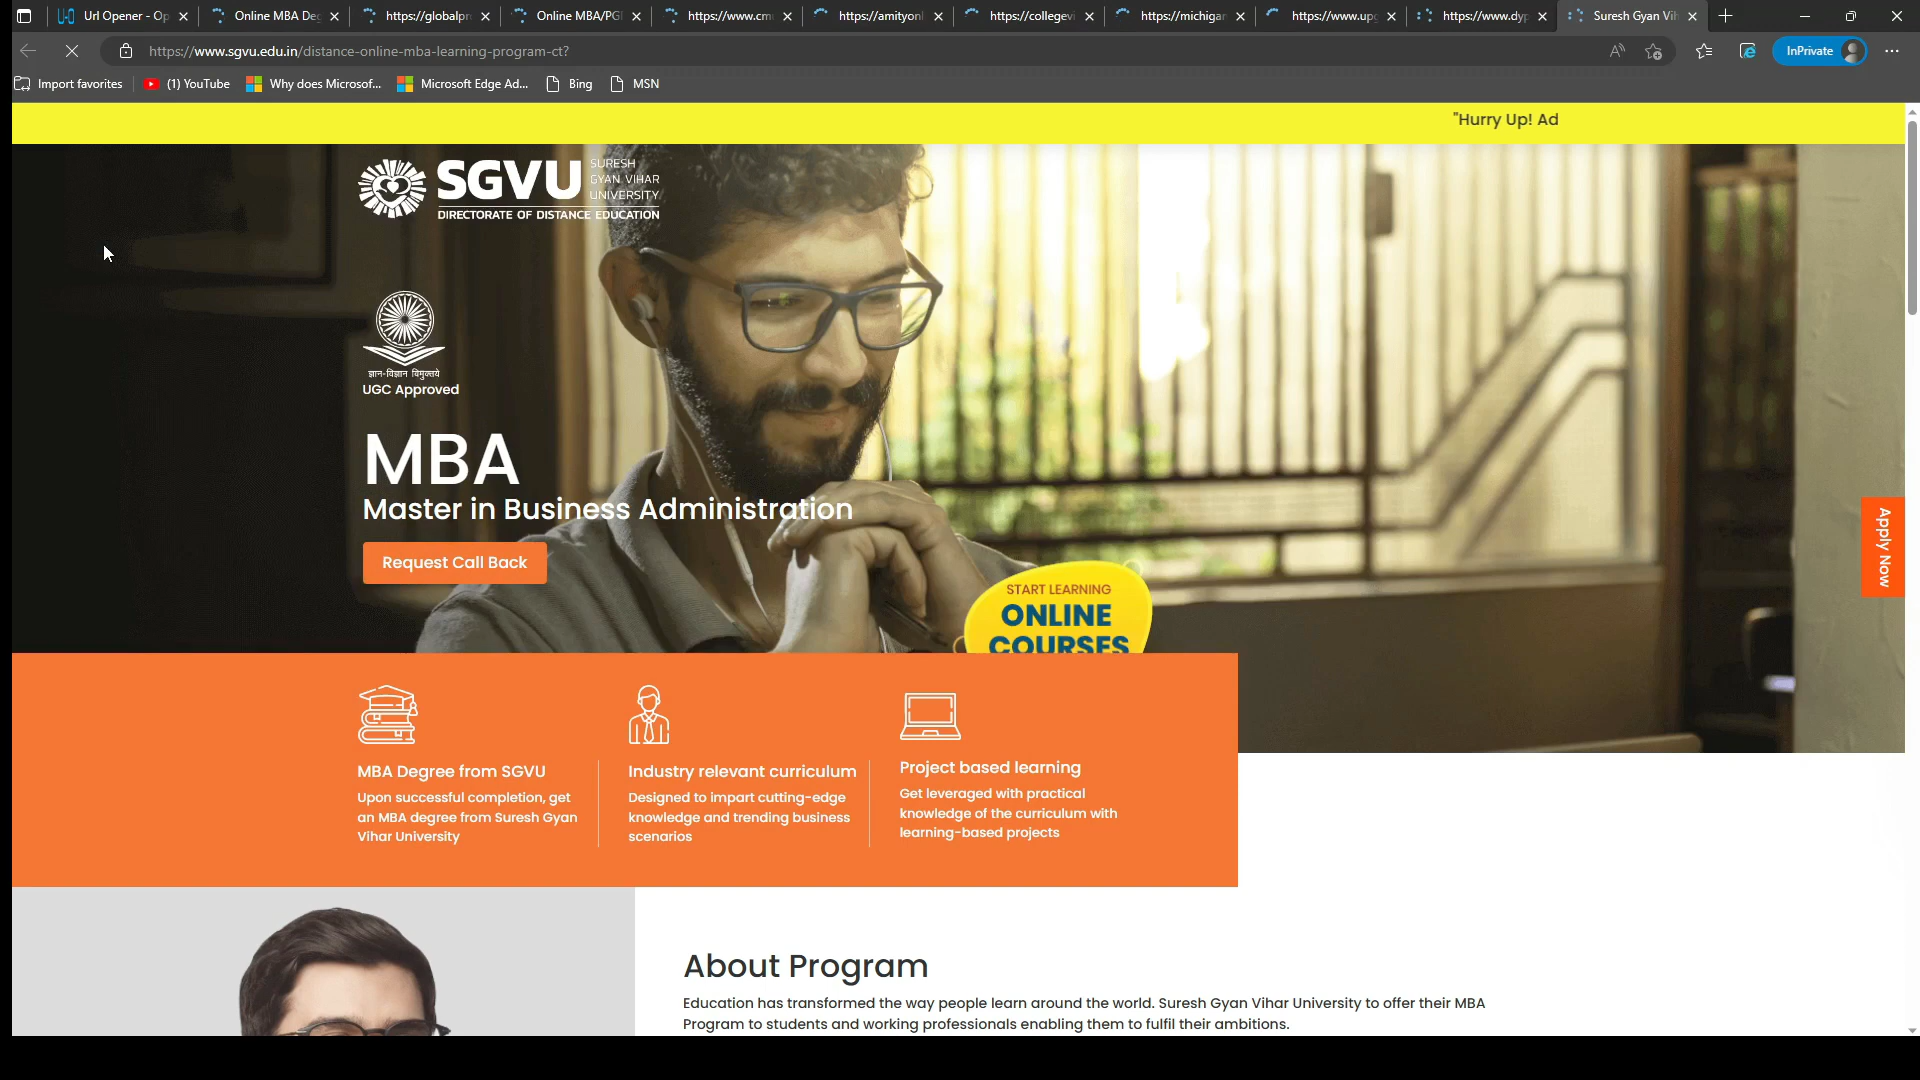 Url Opener - Op
Online MBA De
https://globalpr
Online MBA/PG
https://www.cm
https://amityonl
https://collegevi
https://michigan
https://www.upg
https://www.dyp
Suresh Gyan Vih
https://www.sgvu.edu.in/distance-online-mba-learning-program-ct?
InPrivate
Import favorites
(1) YouTube
Why does Microsof...
Microsoft Edge Ad...
Bing
MSN
"Hurry Up! Ad
SGVU
SURESH
GYAN VIHAR
UNIVERSITY
DIRECTORATE OF DISTANCE EDUCATION
ज्ञान-विज्ञान विमुक्तये
UGC Approved
MBA
Master in Business Administration
Request Call Back
Apply Now
START LEARNING
ONLINE
COURSES
MBA Degree from SGVU
Upon successful completion, get
an MBA degree from Suresh Gyan
Vihar University
Industry relevant curriculum
Designed to impart cutting-edge
knowledge and trending business
scenarios
Project based learning
Get leveraged with practical
knowledge of the curriculum with
learning-based projects
About Program
Education has transformed the way people learn around the world. Suresh Gyan Vihar University to offer their MBA
Program to students and working professionals enabling them to fulfil their ambitions.